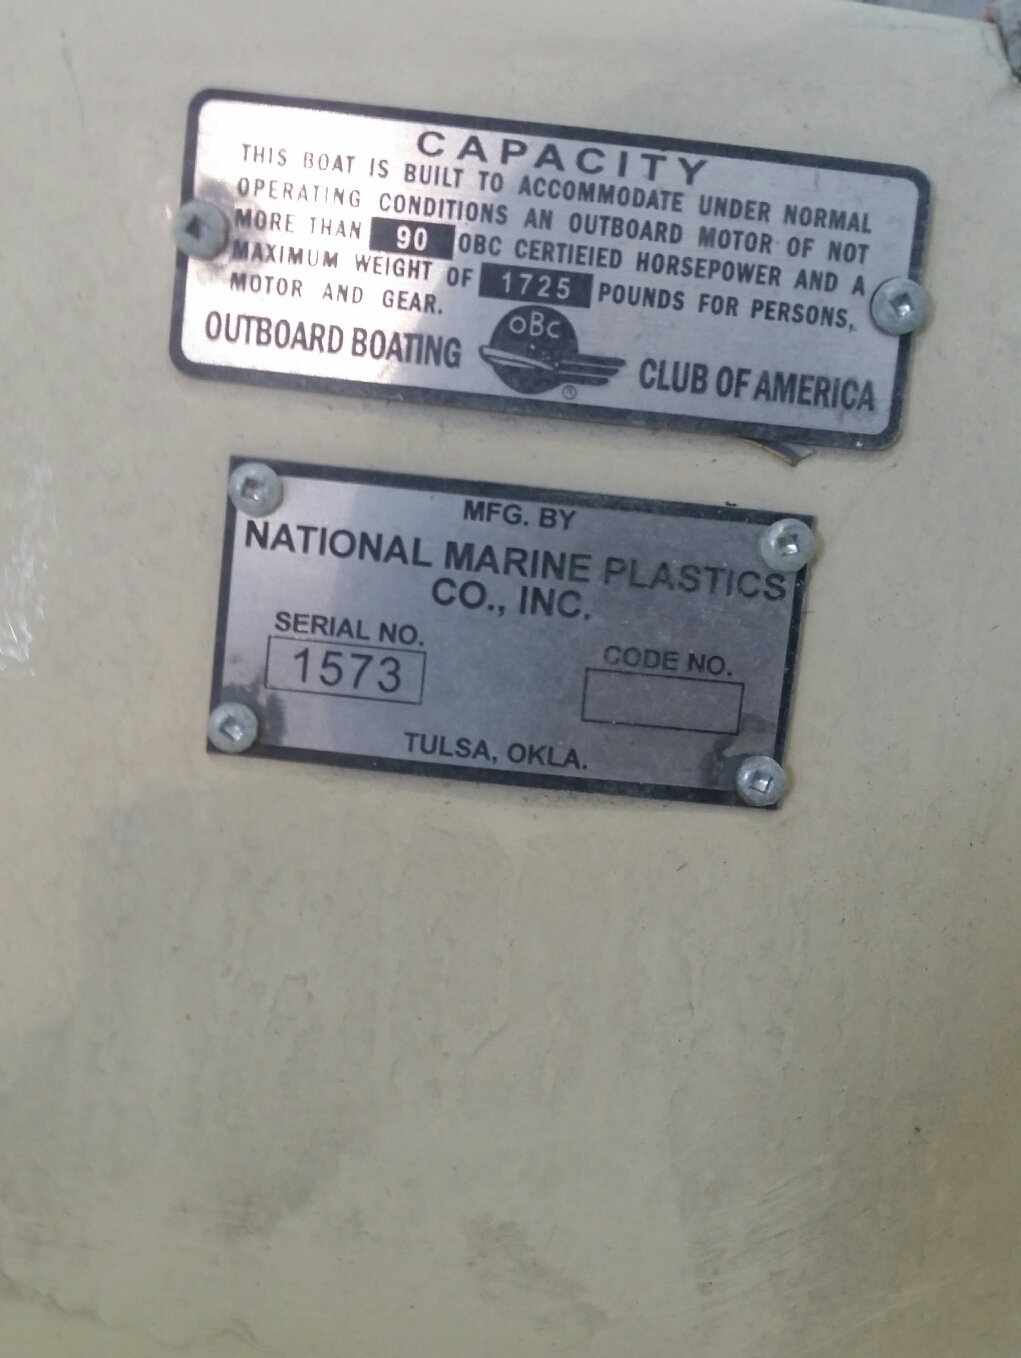 CAPACITY
THIS BOAT IS BUILT TO ACCOMMODATE UNDER NORMAL
OPERATING CONDITIONS AN OUTBOARD MOTOR OF NOT
MORE THAN 90 OBC CERTIEIED HORSEPOWER AND A
MAXIMUM WEIGHT OF 1725 POUNDS FOR PERSONS,
MOTOR AND GEAR.
OUTBOARD BOATING OBC ® CLUB OF AMERICA
MFG. BY
NATIONAL MARINE PLASTICS
CO., INC.
SERIAL NO. CODE NO.
1573
TULSA, OKLA.